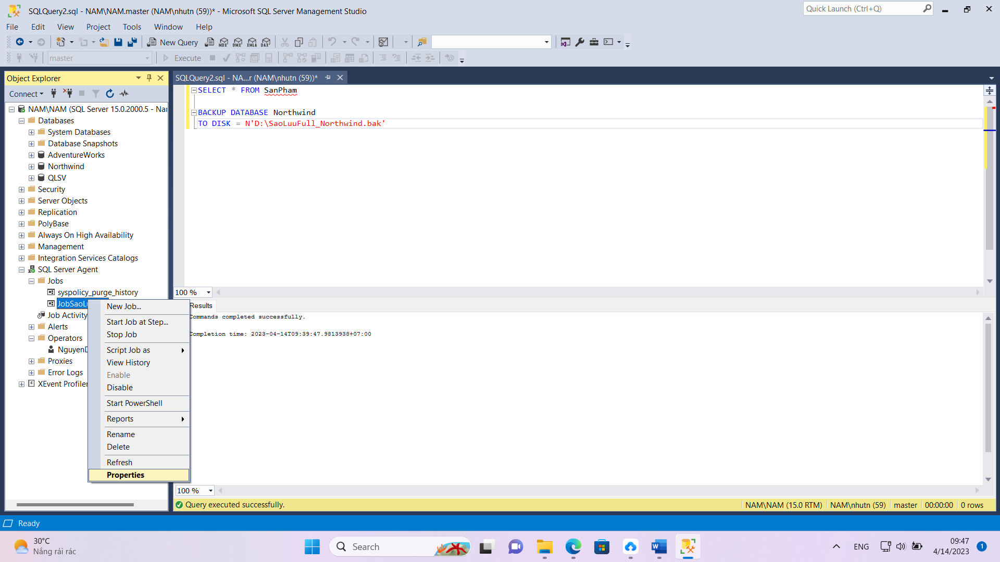 SQLQuery2.sql - NAM\NAM.master (NAM\nhutn (59))* - Microsoft SQL Server Management Studio
Quick Launch (Ctrl+Q)
File Edit View Project Tools Window Help
New Query MDX DMX XMLA DAX
master Execute
Object Explorer
SQLQuery2.sql - NA...r (NAM\nhutn (59))*
Connect
NAM\NAM (SQL Server 15.0.2000.5 -
Databases
System Databases
Database Snapshots
AdventureWorks
Northwind
QLSV
Security
Server Objects
Replication
PolyBase
Always On High Availability
Management
Integration Services Catalogs
SQL Server Agent
Jobs
syspolicy_purge_history
Job Activity
Alerts
Operators
Proxies
Error Logs
XEvent Profiler
New Job...
Start Job at Step...
Stop Job
Script Job as
View History
Enable
Disable
Start PowerShell
Reports
Rename
Delete
Refresh
Properties
SELECT * FROM SanPham
BACKUP DATABASE Northwind
TO DISK = N'D:\SaoLuuFull_Northwind.bak'
100 %
Results
Commands completed successfully.
Completion time: 2023-04-14T09:39:47.9813938+07:00
100 %
Query executed successfully.
NAM\NAM (15.0 RTM) NAM\nhutn (59) master 00:00:00 0 rows
Ready
30°C
Nắng rải rác
Search
ENG
09:47
4/14/2023
1